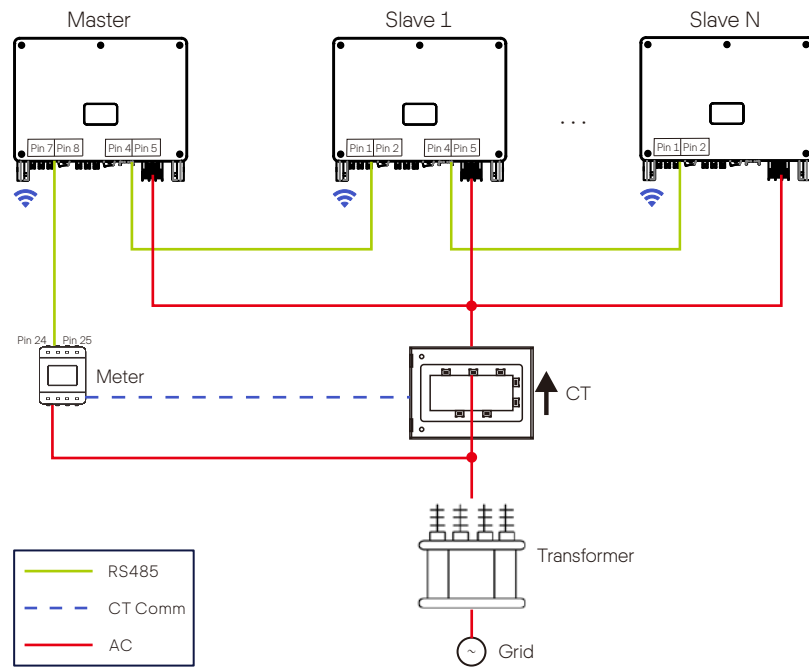 Master
Slave 1
Slave N
Pin 7 Pin 8
Pin 4 Pin 5
Pin 1 Pin 2
Pin 4 Pin 5
...
Pin 1 Pin 2
Pin 24 Pin 25
Meter
CT
Transformer
RS485
CT Comm
AC
~
Grid